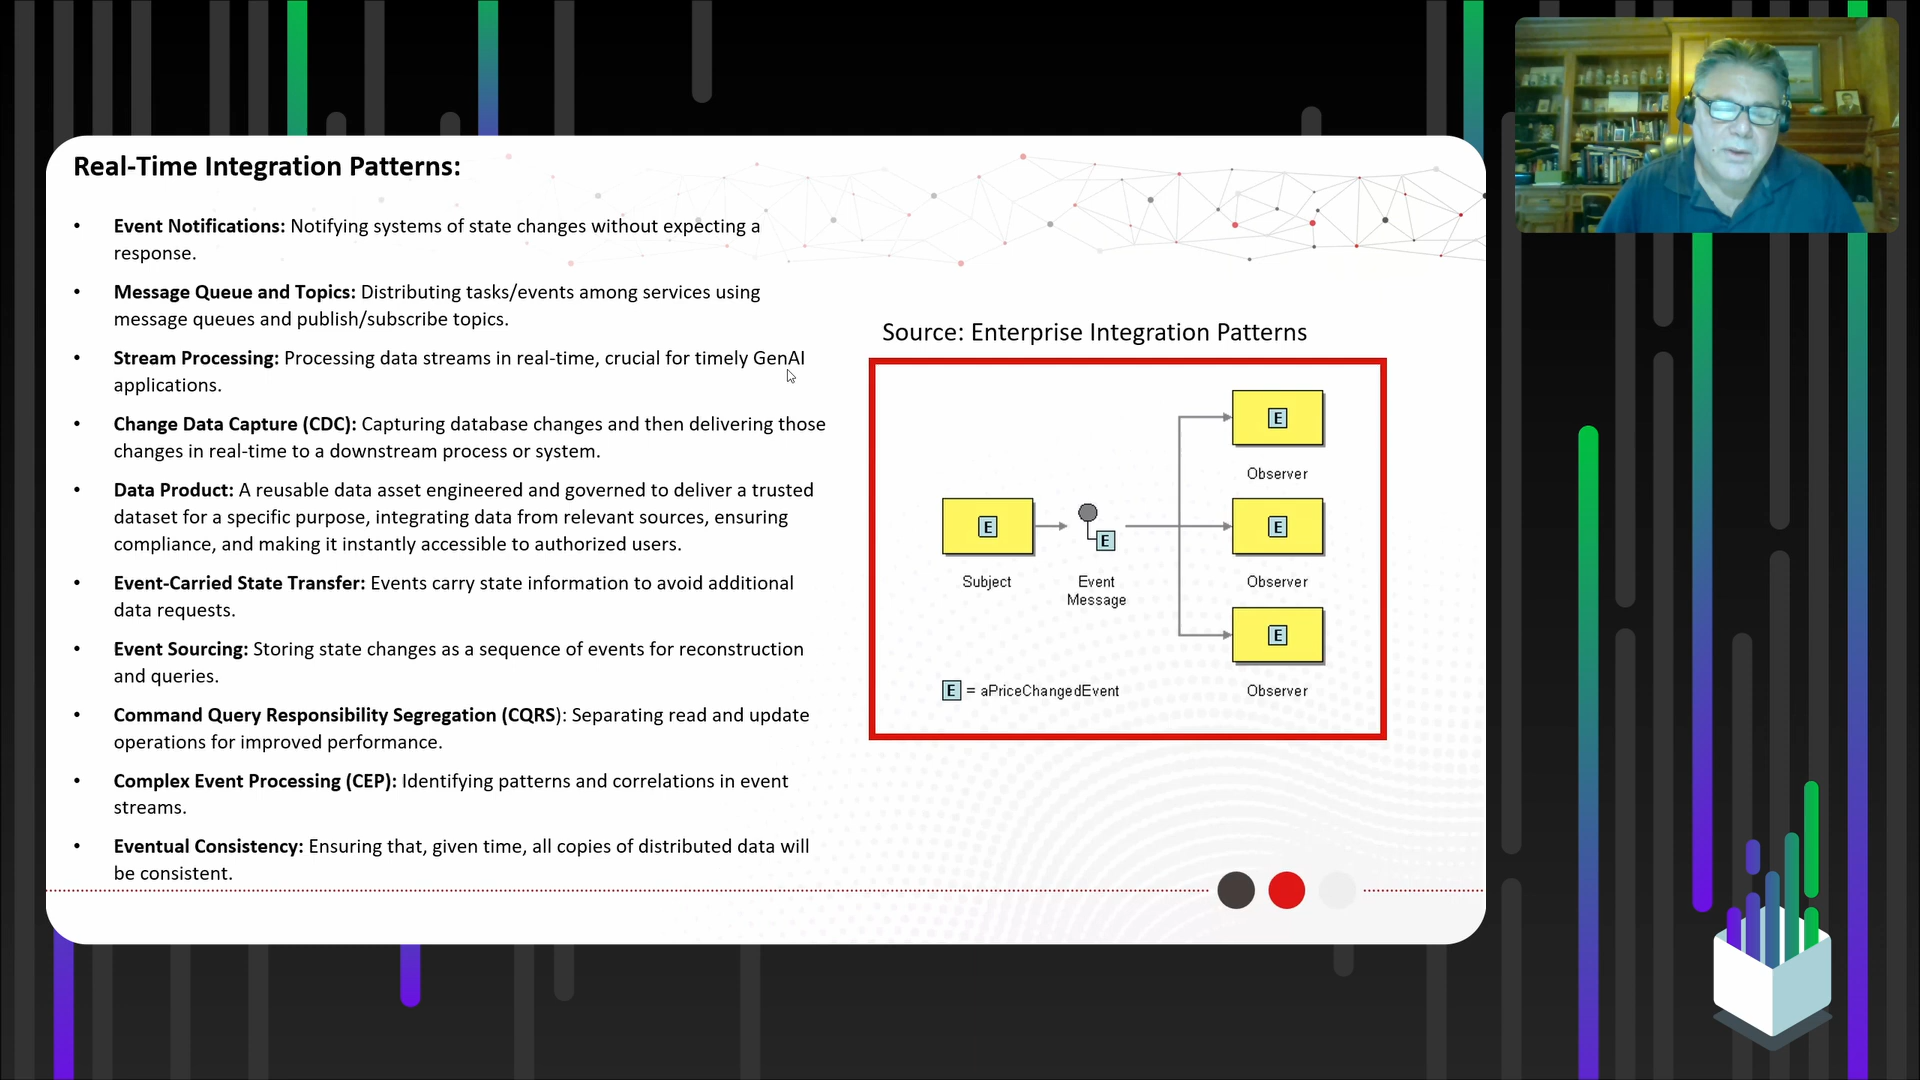 Real-Time Integration Patterns:
• Event Notifications: Notifying systems of state changes without expecting a
response.
• Message Queue and Topics: Distributing tasks/events among services using
message queues and publish/subscribe topics.
• Stream Processing: Processing data streams in real-time, crucial for timely GenAI
applications.
• Change Data Capture (CDC): Capturing database changes and then delivering those
changes in real-time to a downstream process or system.
• Data Product: A reusable data asset engineered and governed to deliver a trusted
dataset for a specific purpose, integrating data from relevant sources, ensuring
compliance, and making it instantly accessible to authorized users.
• Event-Carried State Transfer: Events carry state information to avoid additional
data requests.
• Event Sourcing: Storing state changes as a sequence of events for reconstruction
and queries.
• Command Query Responsibility Segregation (CQRS): Separating read and update
operations for improved performance.
• Complex Event Processing (CEP): Identifying patterns and correlations in event
streams.
• Eventual Consistency: Ensuring that, given time, all copies of distributed data will
be consistent.
Source: Enterprise Integration Patterns
E
Observer
E
E
E
Subject
Event
Message
Observer
E
E = aPriceChangedEvent
Observer